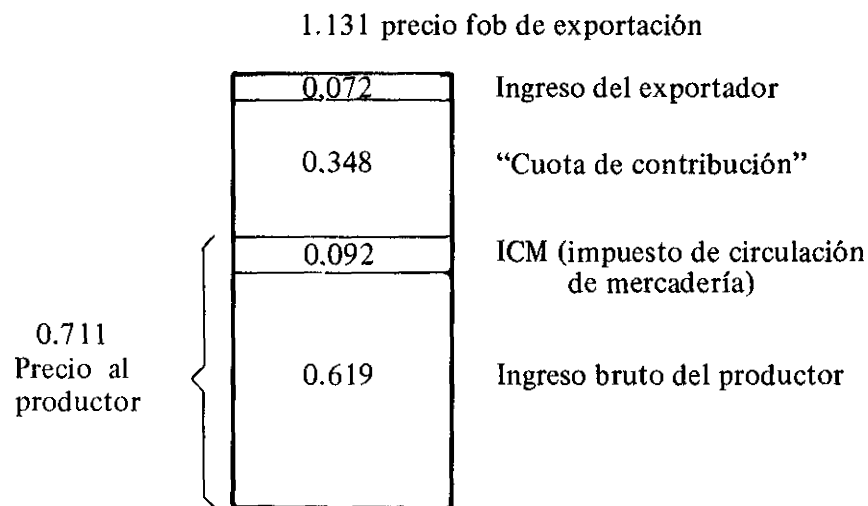 1.131 precio fob de exportación
0.072 Ingreso del exportador
0.348 “Cuota de contribución”
0.092 ICM (impuesto de circulación
de mercadería)
0.711
Precio al
productor
0.619 Ingreso bruto del productor